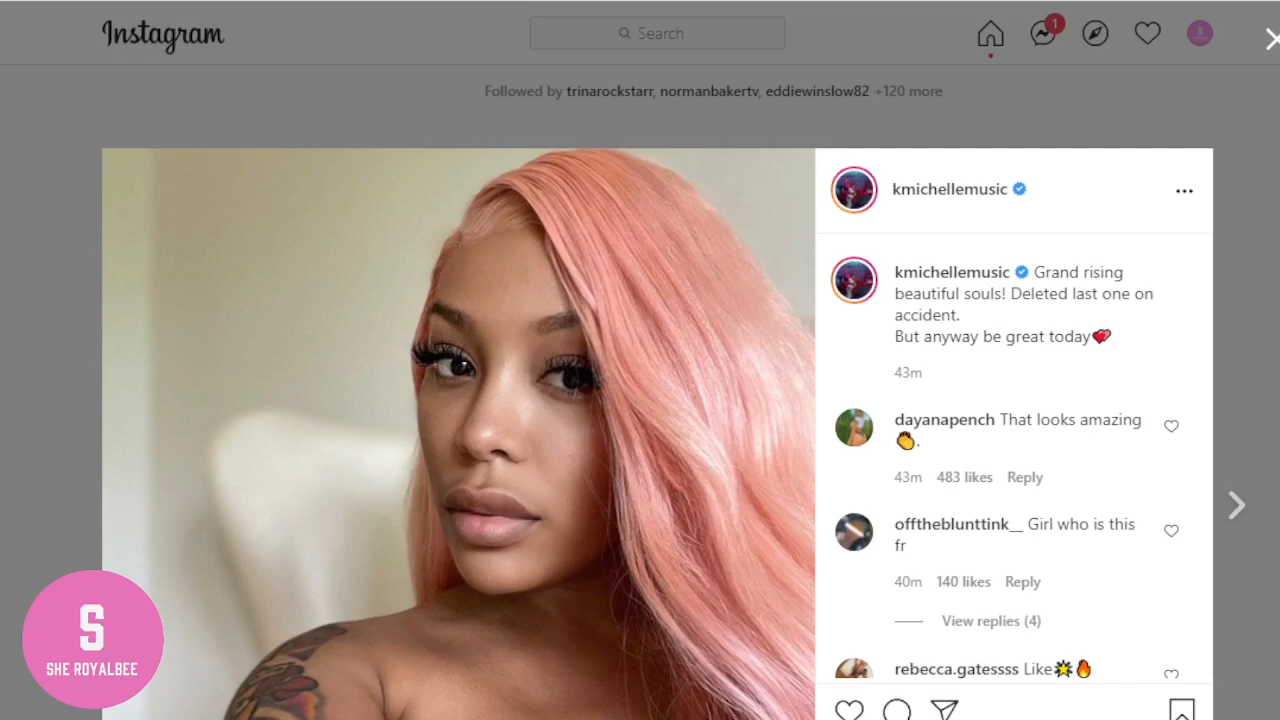 Instagram
Search
1
Followed by trinarockstarr, normanbakertv, eddiewinslow82 +120 more
kmichellemusic
kmichellemusic Grand rising
beautiful souls! Deleted last one on
accident.
But anyway be great today
43m
dayanapench That looks amazing
.
43m 483 likes Reply
offtheblunttink__ Girl who is this
fr
40m 140 likes Reply
View replies (4)
rebecca.gatessss Like
S
SHE ROYALBEE